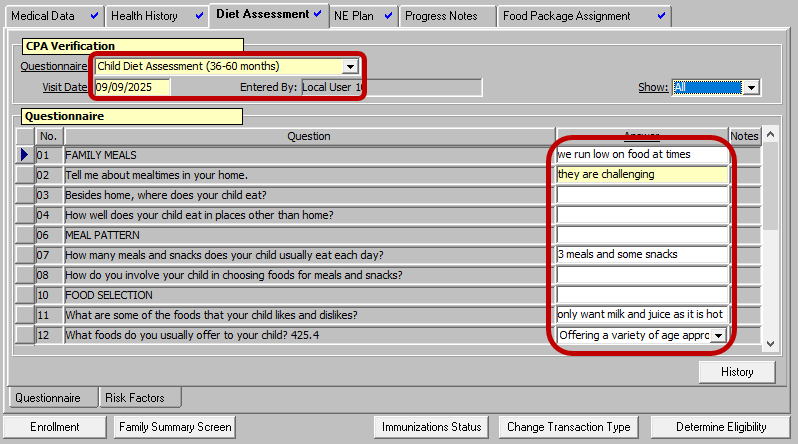 Medical Data Health History Diet Assessment NE Plan Progress Notes Food Package Assignment
CPA Verification
Questionnaire: Child Diet Assessment (36-60 months)
Visit Date: 09/09/2025 Entered By: Local User 10 Show: All
Questionnaire
No. Question Answer Notes
01 FAMILY MEALS we run low on food at times
02 Tell me about mealtimes in your home. they are challenging
03 Besides home, where does your child eat?
04 How well does your child eat in places other than home?
06 MEAL PATTERN
07 How many meals and snacks does your child usually eat each day? 3 meals and some snacks
08 How do you involve your child in choosing foods for meals and snacks?
10 FOOD SELECTION
11 What are some of the foods that your child likes and dislikes? only want milk and juice as it is hot
12 What foods do you usually offer to your child? 425.4 Offering a variety of age appro
History
Questionnaire Risk Factors
Enrollment Family Summary Screen Immunizations Status Change Transaction Type Determine Eligibility